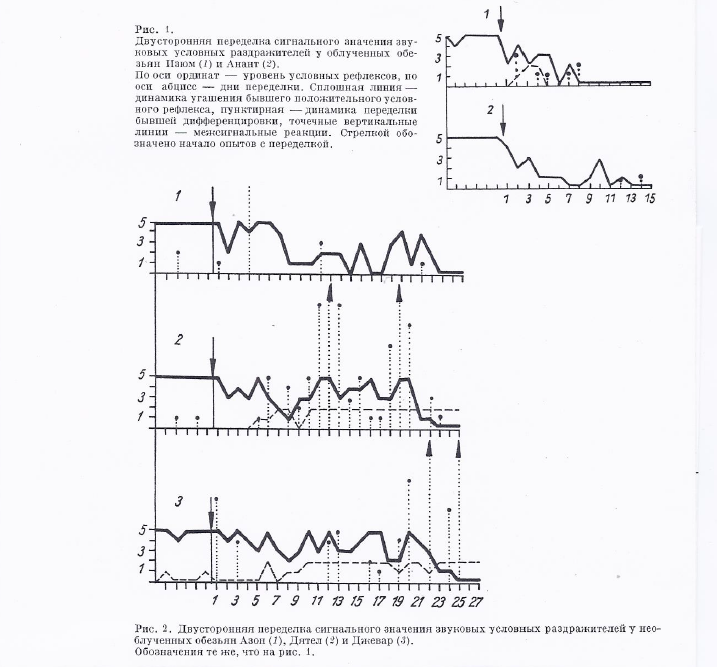 Рис. 1.
Двусторонняя переделка сигнального значения зву-
ковых условных раздражителей у облученных обе-
зьян Наюм (1) и Анант (2).
По оси ординат — уровень условных рефлексов, по
оси абцисс — дни переделки. Сплошная линия —
динамика угашения бывшего положительного услов-
ного рефлекса, пунктирная — динамика переделки
бывшей дифференцировки, точечные вертикальные
линии — межсигнальные реакции. Стрелкой обо-
значено начало опытов с переделкой.
1
5
3
1
2
5
3
1
1 3 5 7 9 11 13 15
1
5
3
1
2
5
3
1
3
5
3
1
1 3 5 7 9 11 13 15 17 19 21 23 25 27
Рис. 2. Двусторонняя переделка сигнального значения звуковых условных раздражителей у нео-
блученных обезьян Азон (1), Дятел (2) и Джевар (3).
Обозначения те же, что на рис. 1.